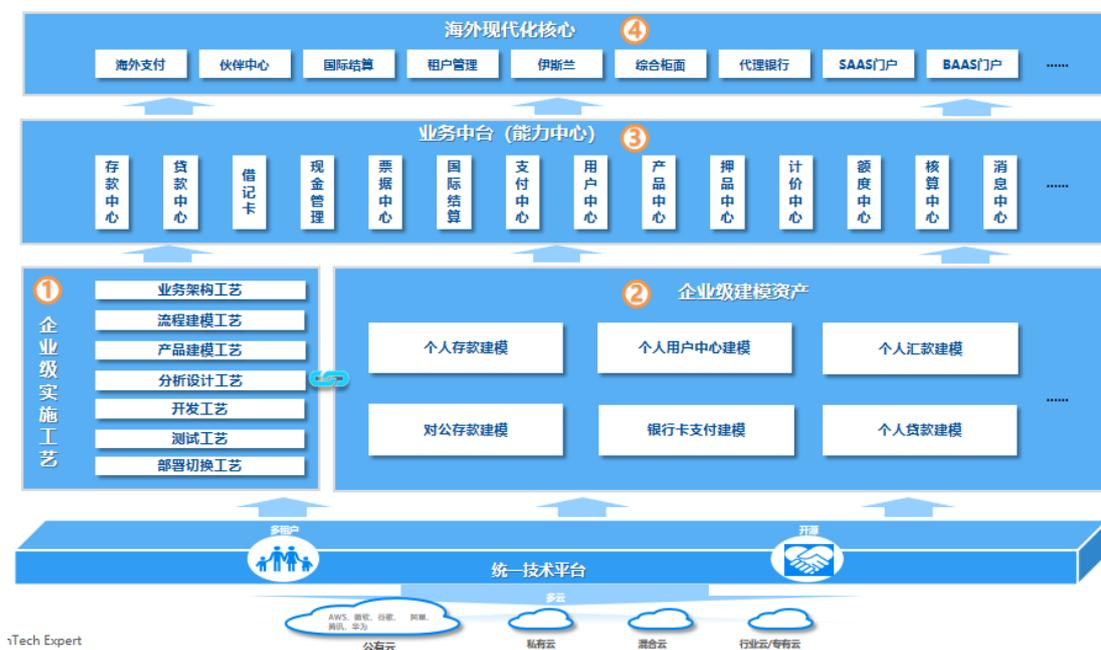 海外现代化核心 ④
海外支付 伙伴中心 国际结算 租户管理 伊斯兰 综合柜面 代理银行 SAAS门户 BAAS门户 ......
业务中台（能力中心） ③
存款中心 贷款中心 借记卡 现金管理 票据中心 国际结算 支付中心 用户中心 产品中心 押品中心 计价中心 额度中心 核算中心 消息中心 ......
① 企业级实施工艺
业务架构工艺
流程建模工艺
产品建模工艺
分析设计工艺
开发工艺
测试工艺
部署切换工艺
② 企业级建模资产
个人存款建模 个人用户中心建模 个人汇款建模
......
对公存款建模 银行卡支付建模 个人贷款建模
多租户 开源
统一技术平台
多云
AWS、微软、谷歌、 阿里、
腾讯、华为
公有云 私有云 混合云 行业云/专有云
nTech Expert